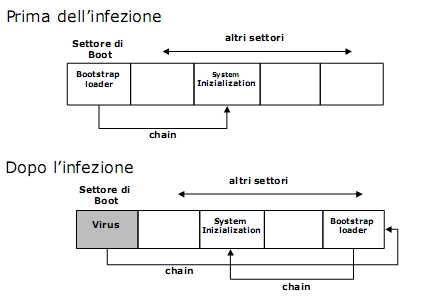 Prima dell'infezione
Settore di
Boot
altri settori
Bootstrap
loader
System
Inizialization
chain
Dopo l'infezione
Settore di
Boot
altri settori
Virus
System
Inizialization
Bootstrap
loader
chain
chain